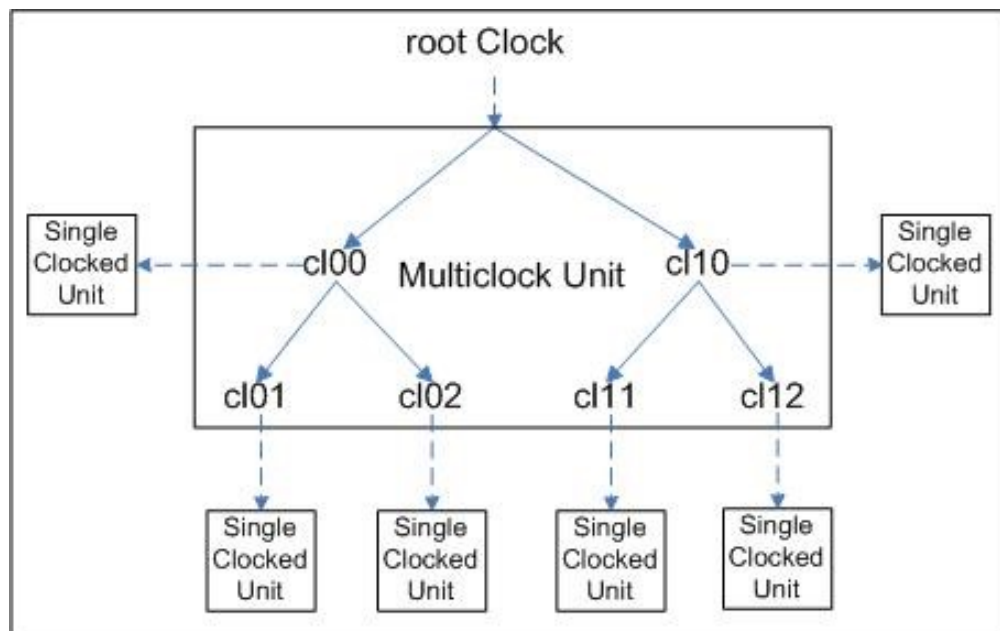 root Clock
Single
Clocked
Unit
cl00
Multiclock Unit
cl10
Single
Clocked
Unit
cl01
cl02
cl11
cl12
Single
Clocked
Unit
Single
Clocked
Unit
Single
Clocked
Unit
Single
Clocked
Unit